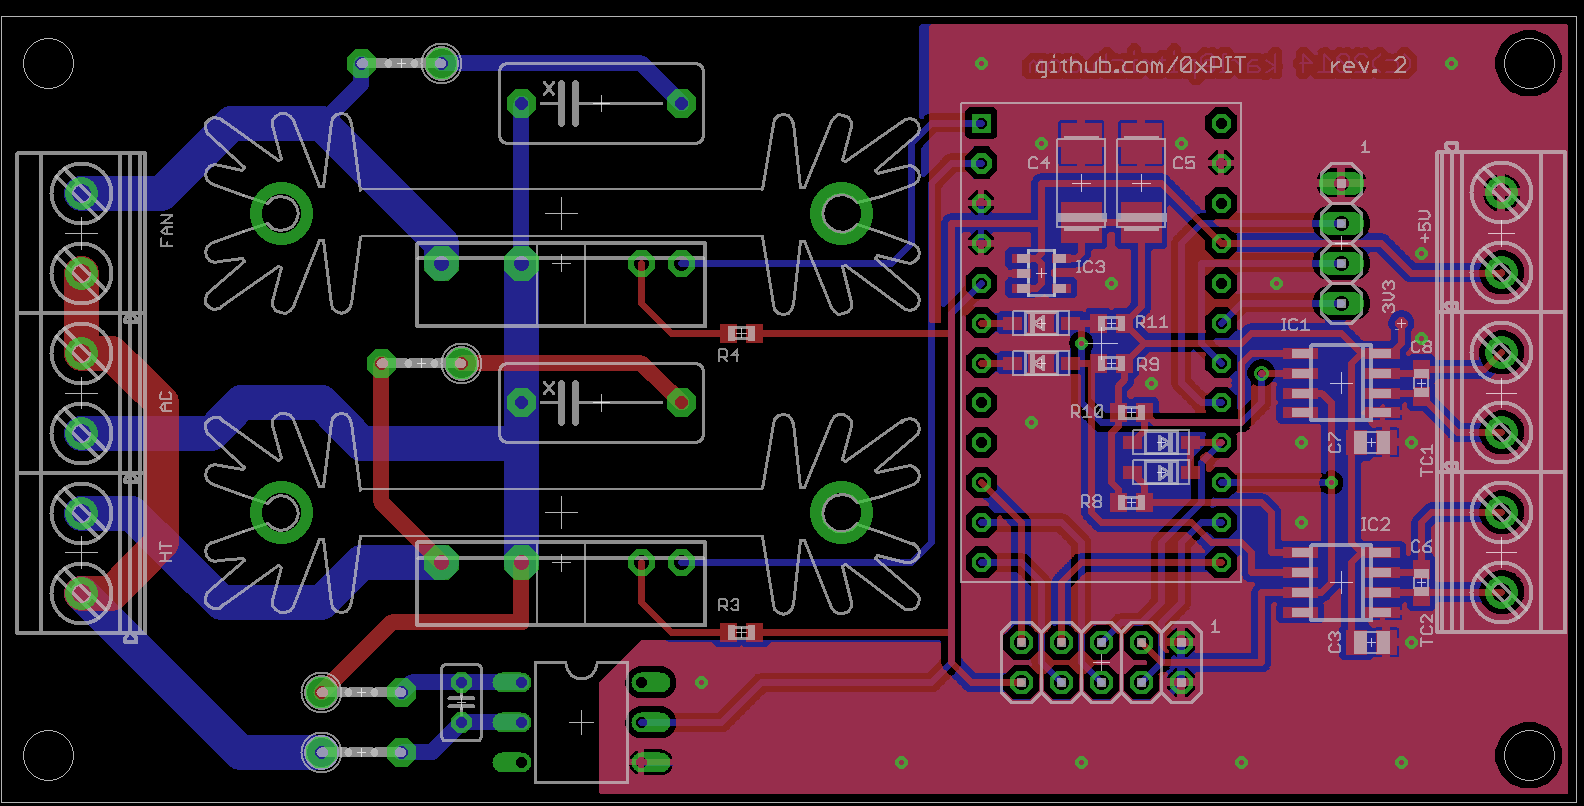 github.com/0xPIT rev. 2
1
X
C4
C5
FAN
+5V
IC3
3V3
R11
IC1
R4
R9
C8
X
AC
R10
C7
TC1
R8
IC2
HT
C6
R3
1
C3
TC2